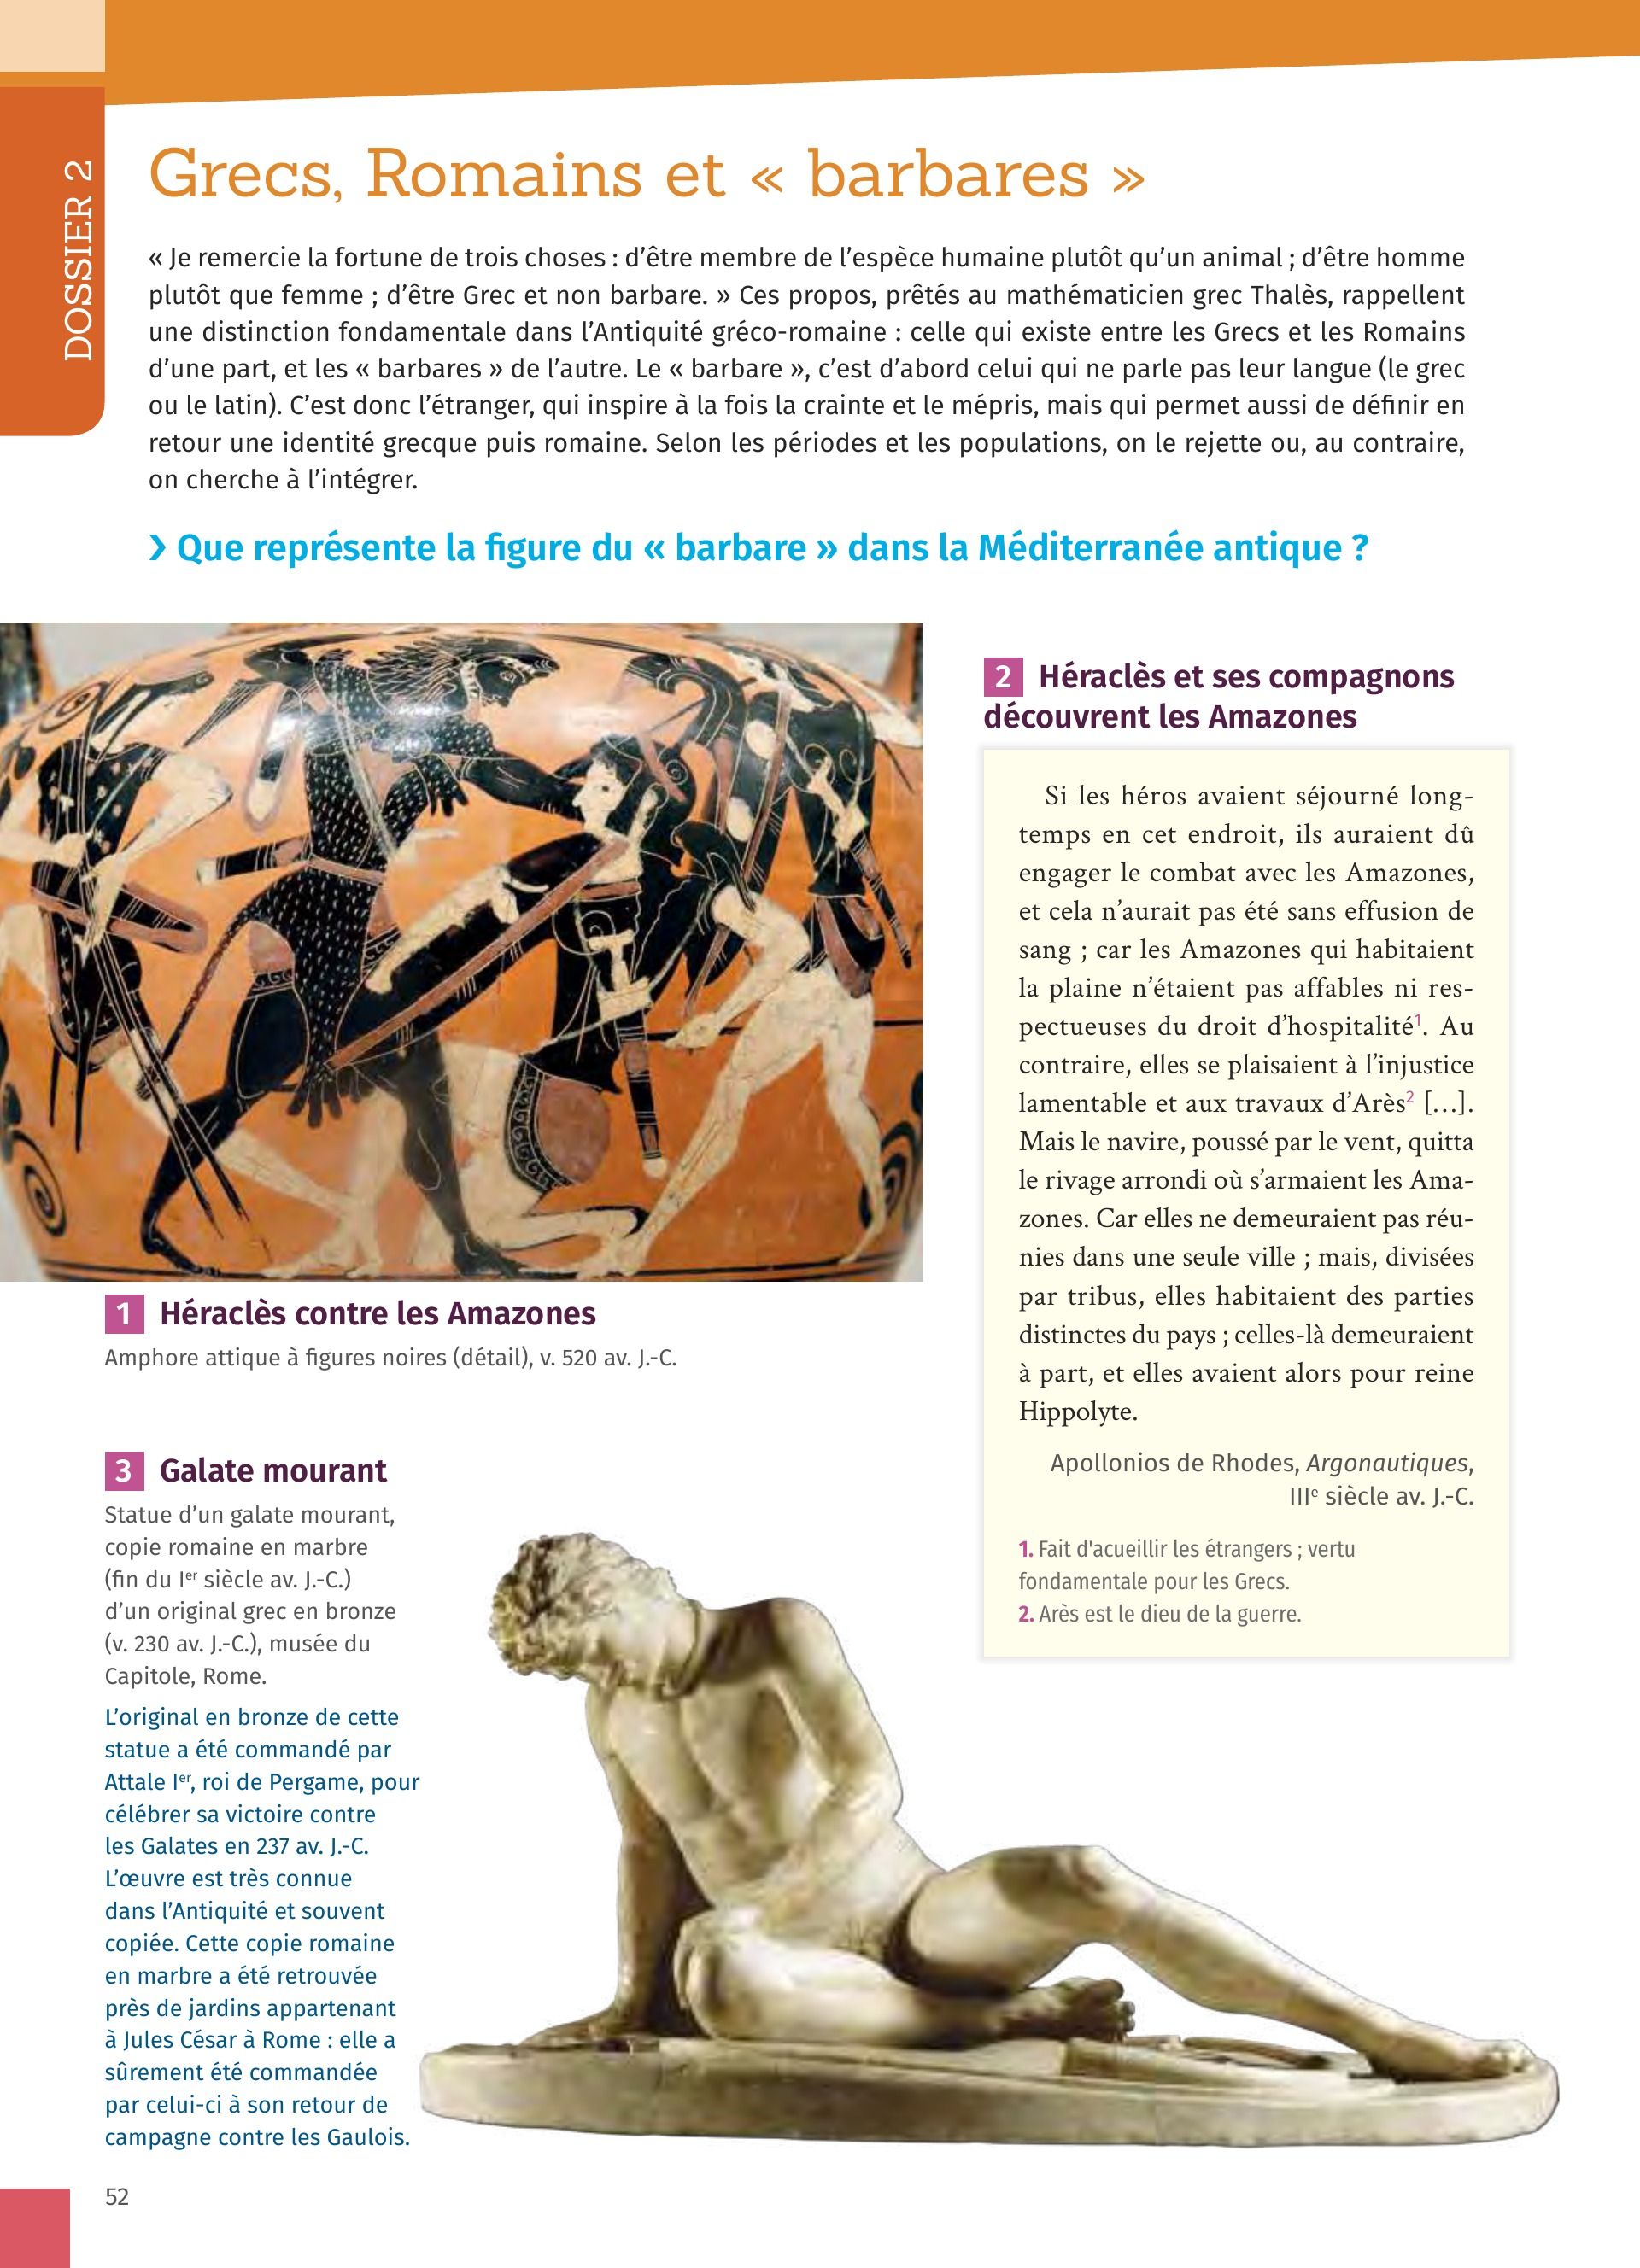 DOSSIER 2
Grecs, Romains et « barbares »
« Je remercie la fortune de trois choses : d’être membre de l’espèce humaine plutôt qu’un animal ; d’être homme
plutôt que femme ; d’être Grec et non barbare. » Ces propos, prêtés au mathématicien grec Thalès, rappellent
une distinction fondamentale dans l’Antiquité gréco-romaine : celle qui existe entre les Grecs et les Romains
d’une part, et les « barbares » de l’autre. Le « barbare », c’est d’abord celui qui ne parle pas leur langue (le grec
ou le latin). C’est donc l’étranger, qui inspire à la fois la crainte et le mépris, mais qui permet aussi de définir en
retour une identité grecque puis romaine. Selon les périodes et les populations, on le rejette ou, au contraire,
on cherche à l’intégrer.
› Que représente la figure du « barbare » dans la Méditerranée antique ?
1 Héraclès contre les Amazones
Amphore attique à figures noires (détail), v. 520 av. J.-C.
2 Héraclès et ses compagnons
découvrent les Amazones
Si les héros avaient séjourné long-
temps en cet endroit, ils auraient dû
engager le combat avec les Amazones,
et cela n’aurait pas été sans effusion de
sang ; car les Amazones qui habitaient
la plaine n’étaient pas affables ni res-
pectueuses du droit d’hospitalité1. Au
contraire, elles se plaisaient à l’injustice
lamentable et aux travaux d’Arès2 […].
Mais le navire, poussé par le vent, quitta
le rivage arrondi où s’armaient les Ama-
zones. Car elles ne demeuraient pas réu-
nies dans une seule ville ; mais, divisées
par tribus, elles habitaient des parties
distinctes du pays ; celles-là demeuraient
à part, et elles avaient alors pour reine
Hippolyte.
Apollonios de Rhodes, Argonautiques,
IIIe siècle av. J.-C.
1. Fait d'acueillir les étrangers ; vertu
fondamentale pour les Grecs.
2. Arès est le dieu de la guerre.
3 Galate mourant
Statue d’un galate mourant,
copie romaine en marbre
(fin du Ier siècle av. J.-C.)
d’un original grec en bronze
(v. 230 av. J.-C.), musée du
Capitole, Rome.
L’original en bronze de cette
statue a été commandé par
Attale Ier, roi de Pergame, pour
célébrer sa victoire contre
les Galates en 237 av. J.-C.
L’œuvre est très connue
dans l’Antiquité et souvent
copiée. Cette copie romaine
en marbre a été retrouvée
près de jardins appartenant
à Jules César à Rome : elle a
sûrement été commandée
par celui-ci à son retour de
campagne contre les Gaulois.
52